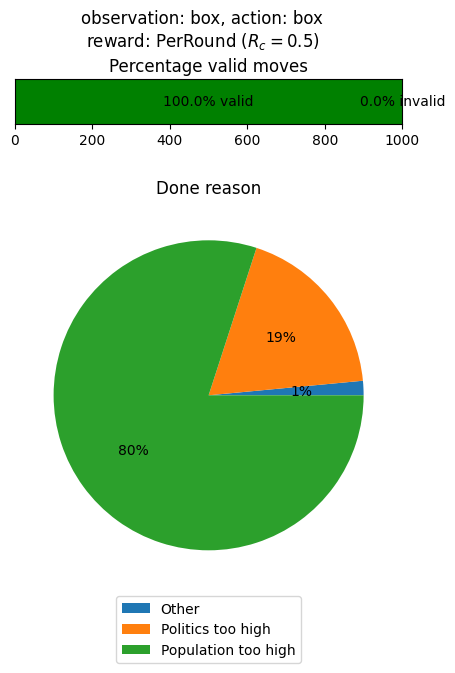 observation: box, action: box
reward: PerRound ($R_c = 0.5$)
Percentage valid moves
100.0% valid
0.0% invalid
0 200 400 600 800 1000
Done reason
19%
1%
80%
Other
Politics too high
Population too high